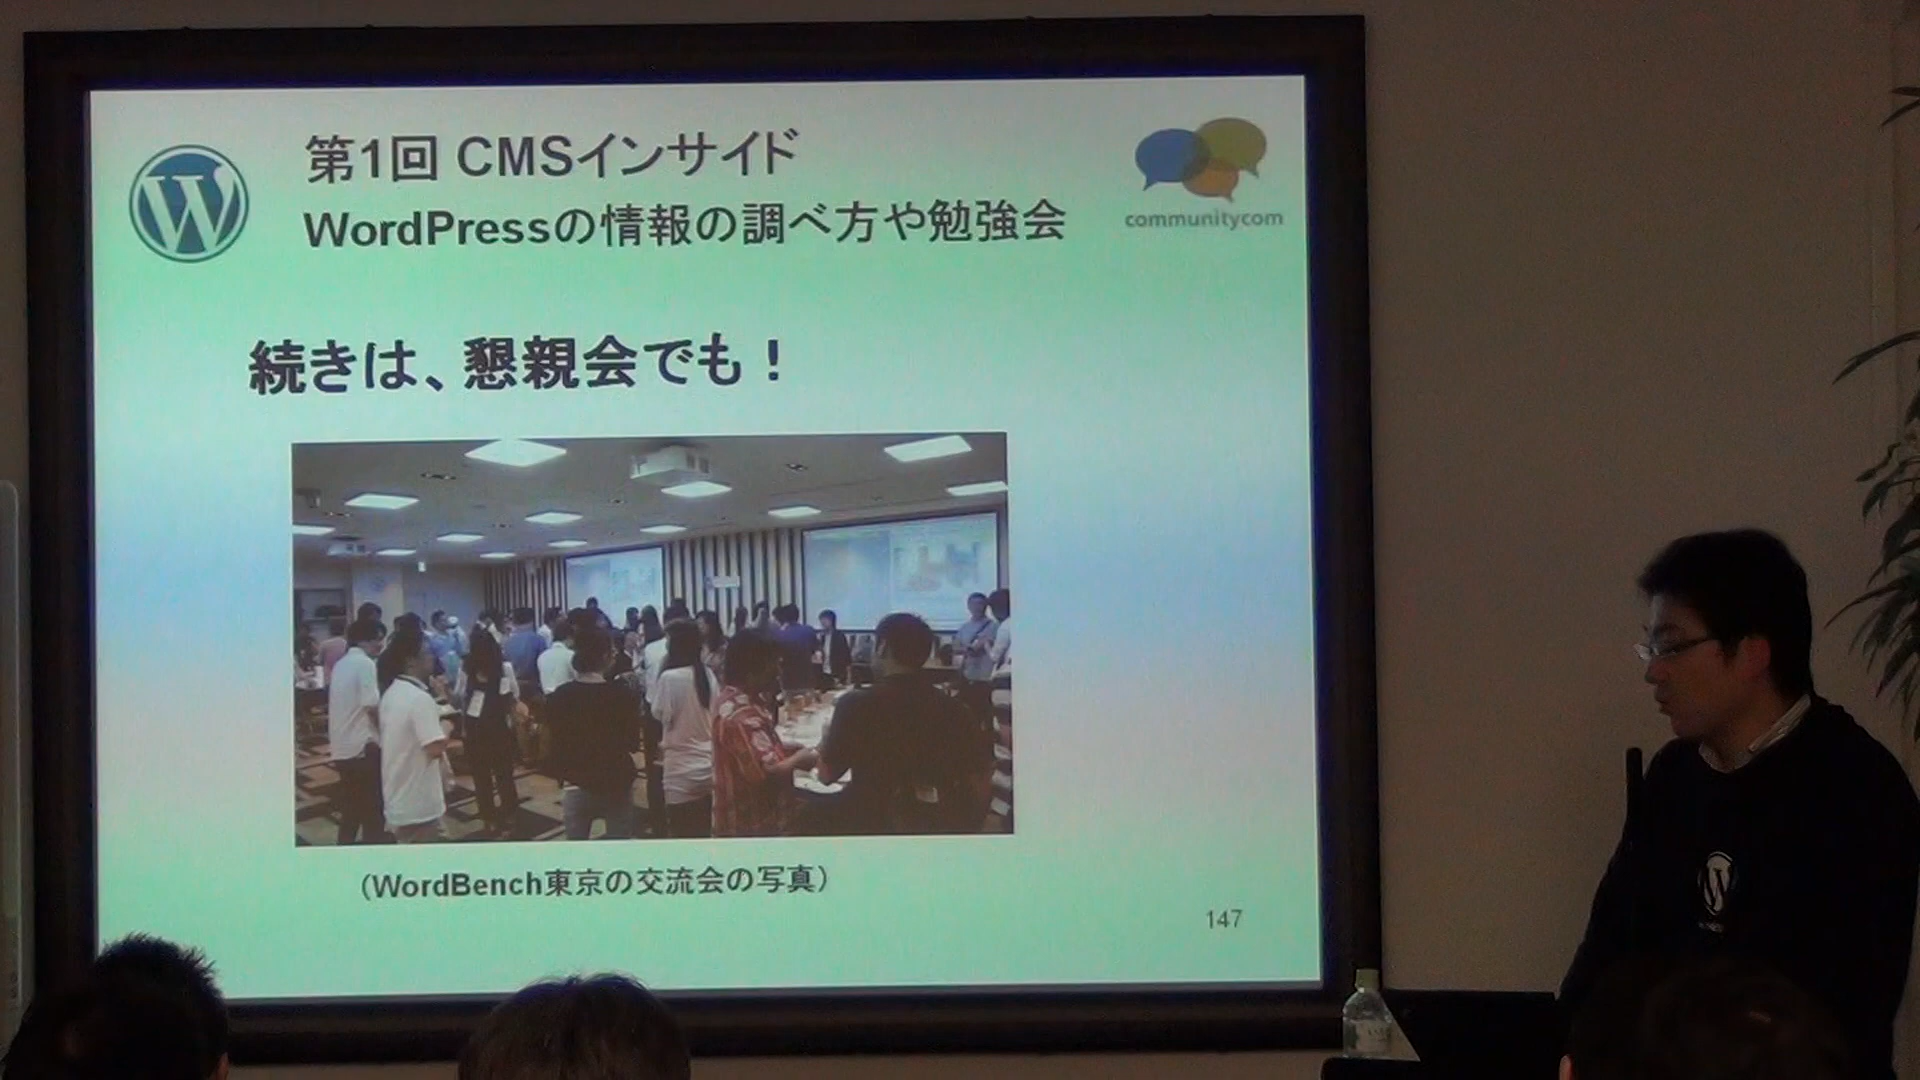 第1回 CMSインサイド
WordPressの情報の調べ方や勉強会
communitycom
続きは、懇親会でも！
（WordBench東京の交流会の写真）
147